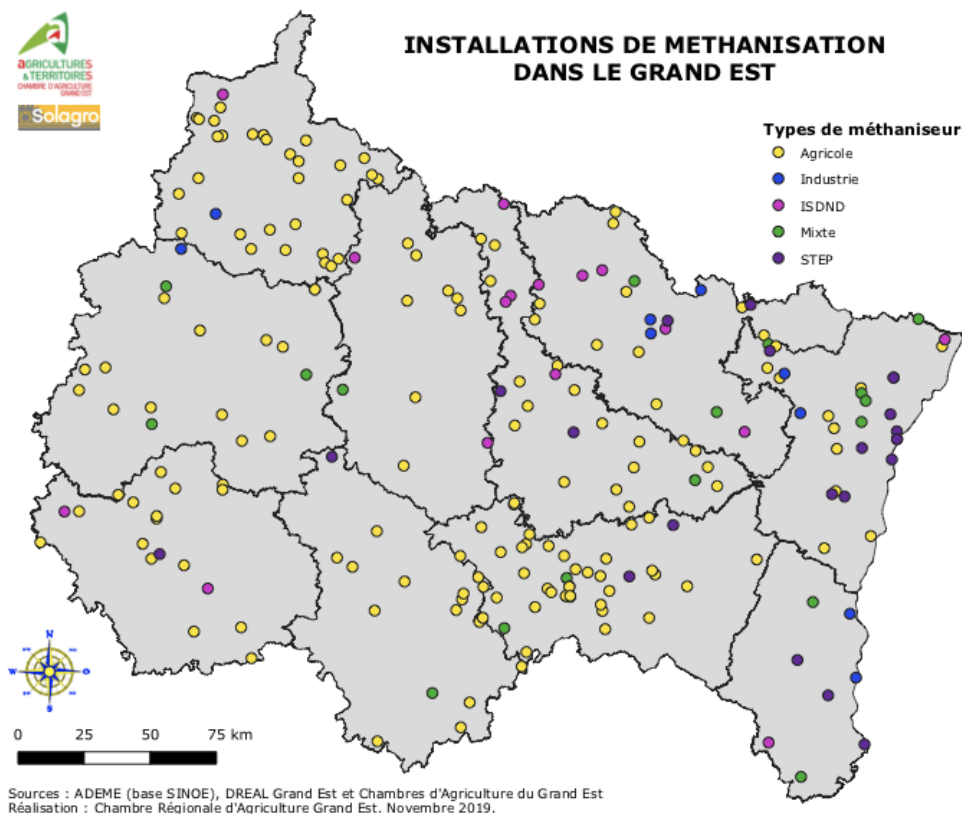 aGRICULTURES
& TERRITOIRES
CHAMBRE D'AGRICULTURE
GRAND EST
Solagro
INSTALLATIONS DE METHANISATION
DANS LE GRAND EST
Types de méthaniseur
Agricole
Industrie
ISDND
Mixte
STEP
N
W
O
S
0 25 50 75 km
Sources : ADEME (base SINOE), DREAL Grand Est et Chambres d'Agriculture du Grand Est
Réalisation : Chambre Régionale d'Agriculture Grand Est. Novembre 2019.